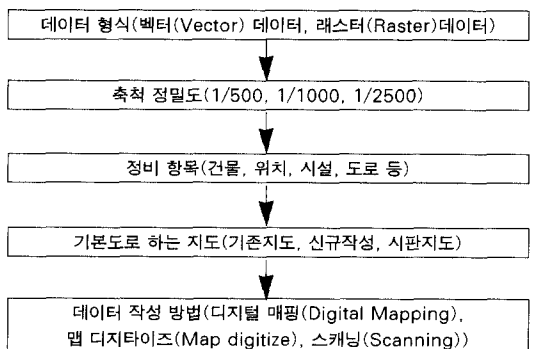 데이터 형식(벡터(Vector) 데이터, 래스터(Raster)데이터)
축척 정밀도(1/500, 1/1000, 1/2500)
정비 항목(건물, 위치, 시설, 도로 등)
기본도로 하는 지도(기존지도, 신규작성, 시판지도)
데이터 작성 방법(디지털 매핑(Digital Mapping),
맵 디지타이즈(Map digitize), 스캐닝(Scanning))